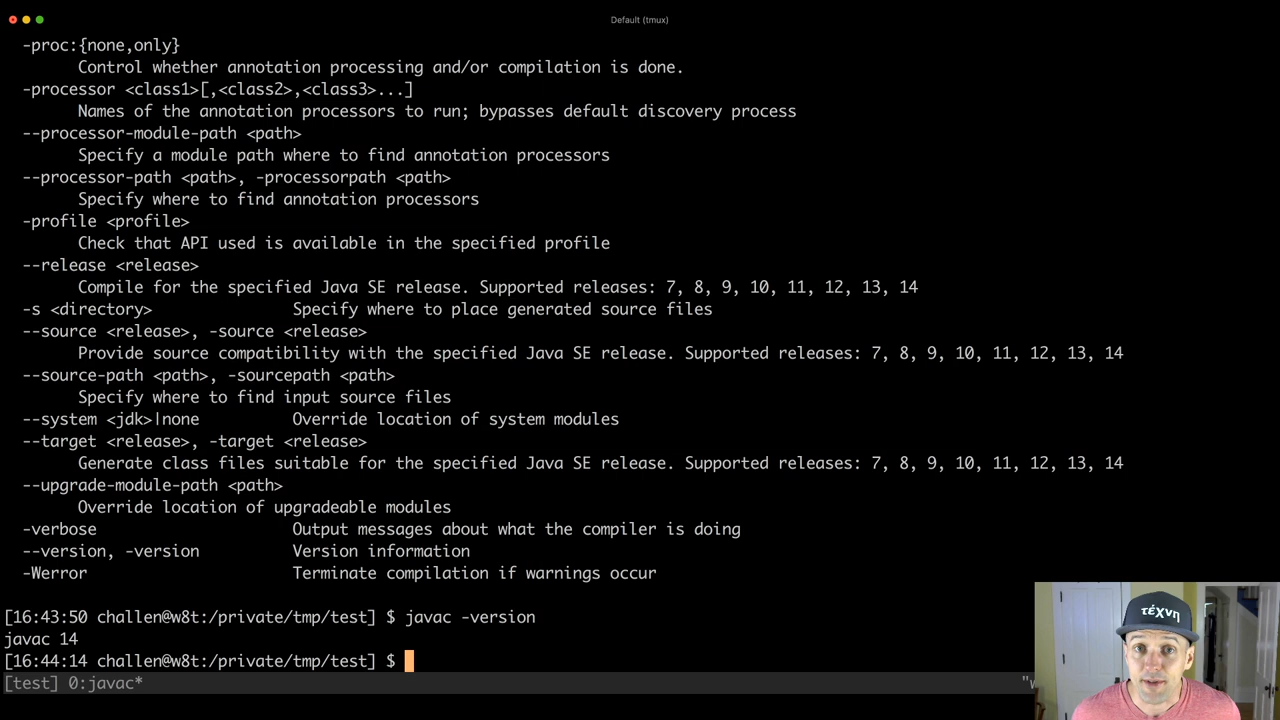 Default (tmux)
-proc:{none,only}
Control whether annotation processing and/or compilation is done.
-processor <class1>[,<class2>,<class3>...]
Names of the annotation processors to run; bypasses default discovery process
--processor-module-path <path>
Specify a module path where to find annotation processors
--processor-path <path>, -processorpath <path>
Specify where to find annotation processors
-profile <profile>
Check that API used is available in the specified profile
--release <release>
Compile for the specified Java SE release. Supported releases: 7, 8, 9, 10, 11, 12, 13, 14
-s <directory> Specify where to place generated source files
--source <release>, -source <release>
Provide source compatibility with the specified Java SE release. Supported releases: 7, 8, 9, 10, 11, 12, 13, 14
--source-path <path>, -sourcepath <path>
Specify where to find input source files
--system <jdk>|none Override location of system modules
--target <release>, -target <release>
Generate class files suitable for the specified Java SE release. Supported releases: 7, 8, 9, 10, 11, 12, 13, 14
--upgrade-module-path <path>
Override location of upgradeable modules
-verbose Output messages about what the compiler is doing
--version, -version Version information
-Werror Terminate compilation if warnings occur
[16:43:50 challen@w8t:/private/tmp/test] $ javac -version
javac 14
[16:44:14 challen@w8t:/private/tmp/test] $
[test] 0:javac*
τέχνη